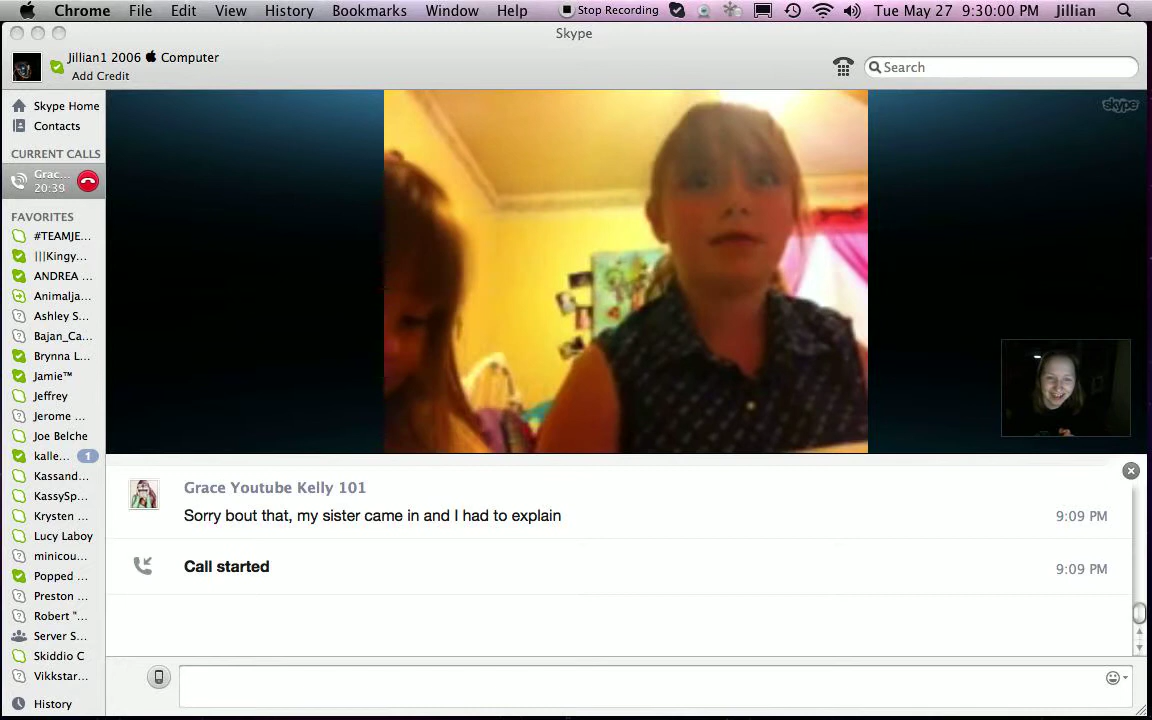 Chrome File Edit View History Bookmarks Window Help Stop Recording Tue May 27 9:30:00 PM Jillian
Skype
Jillian1 2006 Computer
Add Credit
Search
Skype Home
Contacts
CURRENT CALLS
Grac...
20:39
FAVORITES
#TEAMJE...
|||Kingy...
ANDREA ...
Animalja...
Ashley S...
Bajan_Ca...
Brynna L...
Jamie™
Jeffrey
Jerome ...
Joe Belche
kalle... 1
Kassand...
KassySp...
Krysten ...
Lucy Laboy
minicou...
Popped ...
Preston ...
Robert "...
Server S...
Skiddio C
Vikkstar...
History
skype
Grace Youtube Kelly 101
Sorry bout that, my sister came in and I had to explain 9:09 PM
Call started 9:09 PM